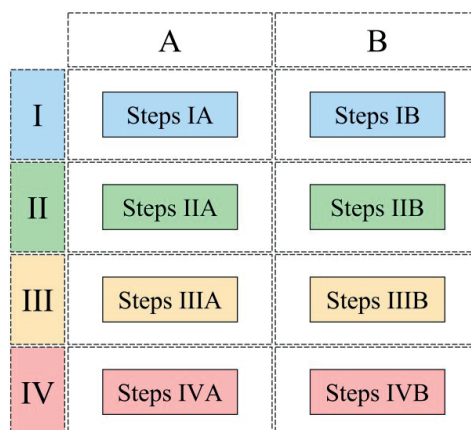 A B
I Steps IA Steps IB
II Steps IIA Steps IIB
III Steps IIIA Steps IIIB
IV Steps IVA Steps IVB